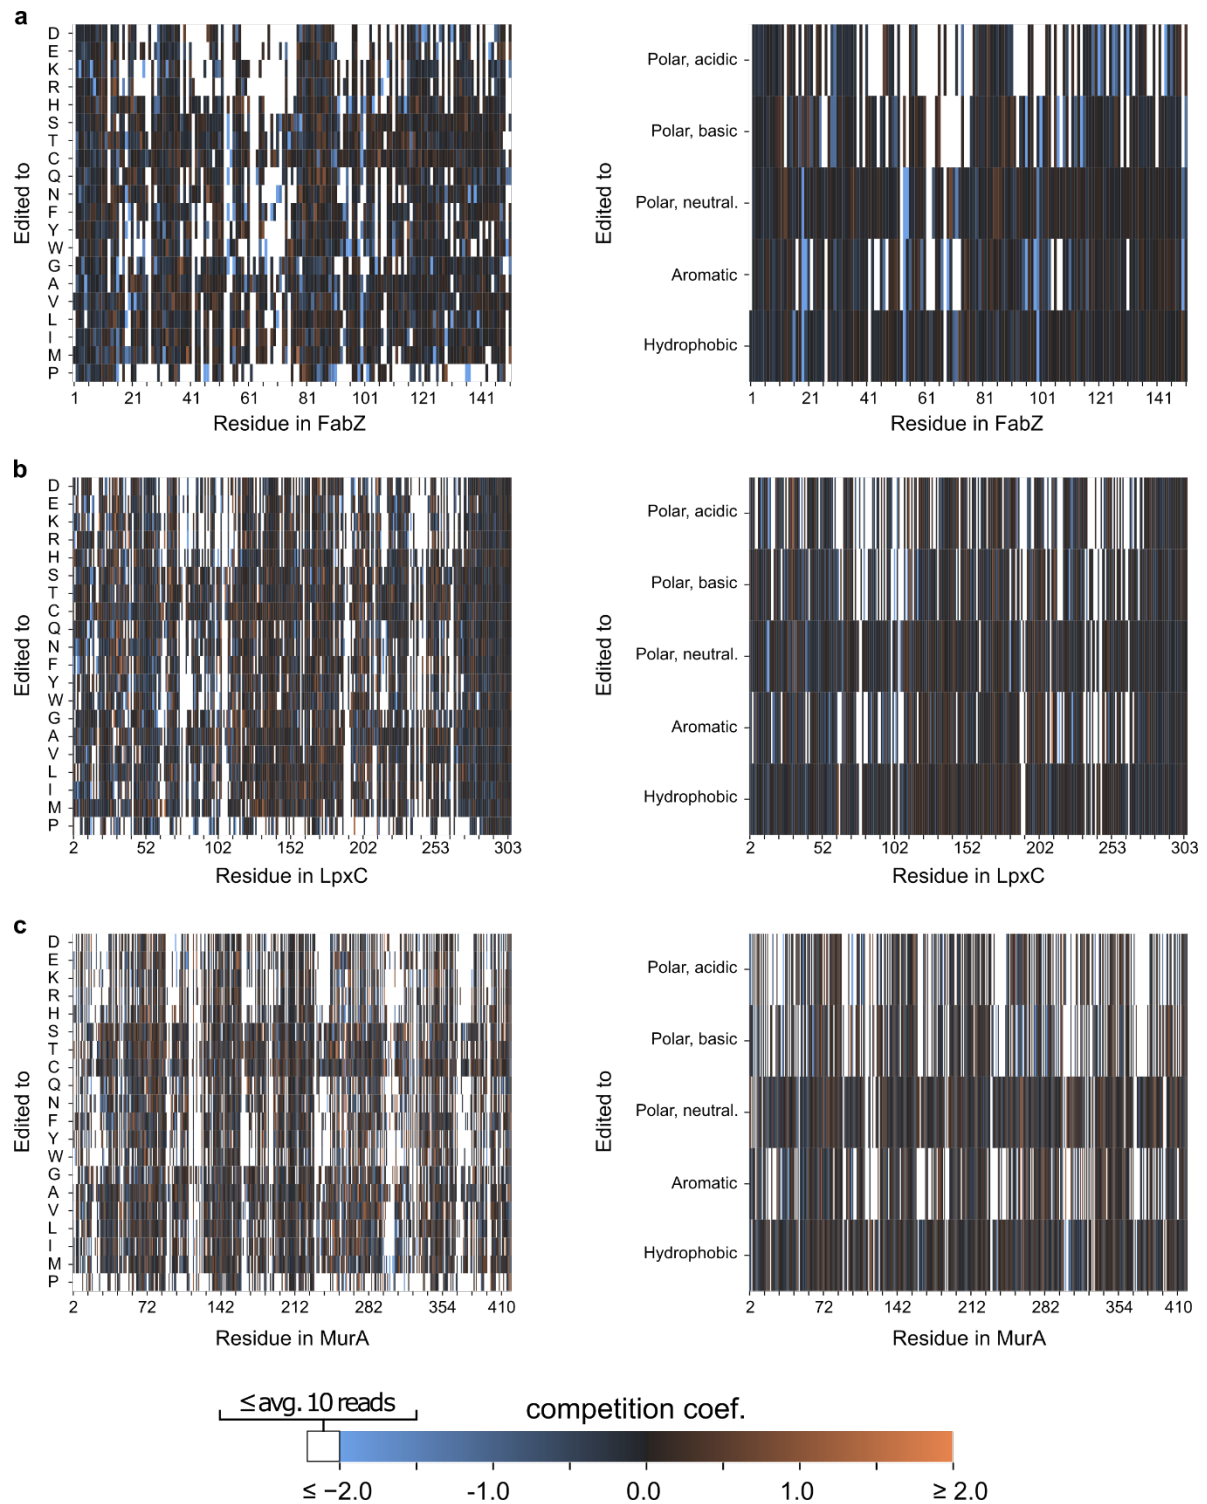 a
D
E
K
R
H
S
T
C
Q
N
F
Y
W
G
A
V
L
I
M
P
Edited to
1 21 41 61 81 101 121 141
Residue in FabZ
Polar, acidic
Polar, basic
Polar, neutral.
Aromatic
Hydrophobic
Edited to
1 21 41 61 81 101 121 141
Residue in FabZ
b
D
E
K
R
H
S
T
C
Q
N
F
Y
W
G
A
V
L
I
M
P
Edited to
2 52 102 152 202 253 303
Residue in LpxC
Polar, acidic
Polar, basic
Polar, neutral.
Aromatic
Hydrophobic
Edited to
2 52 102 152 202 253 303
Residue in LpxC
c
D
E
K
R
H
S
T
C
Q
N
F
Y
W
G
A
V
L
I
M
P
Edited to
2 72 142 212 282 354 410
Residue in MurA
Polar, acidic
Polar, basic
Polar, neutral.
Aromatic
Hydrophobic
Edited to
2 72 142 212 282 354 410
Residue in MurA
≤ avg. 10 reads
competition coef.
≤ −2.0 -1.0 0.0 1.0 ≥ 2.0